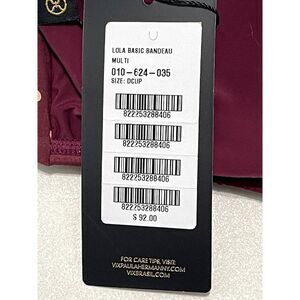 LOLA BASIC BANDEAU
MULTI
010-624-035
SIZE: DCUP
822253288406
822253288406
822253288406
822253288406
$ 92.00
FOR CARE TIPS, VISIT:
VIXPAULAHERMANNY.COM
VIXBRASIL.COM